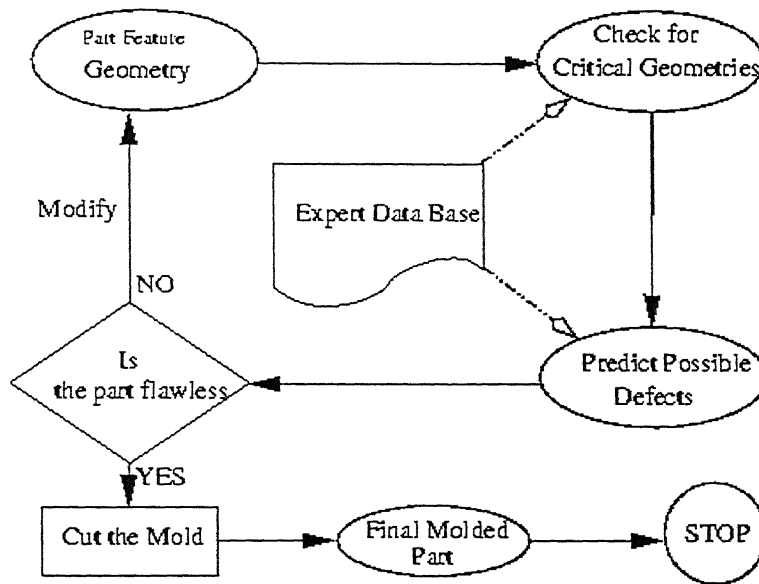 Part Feature
Geometry
Check for
Critical Geometries
Modify
Expert Data Base
NO
Is
the part flawless
Predict Possible
Defects
YES
Cut the Mold
Final Molded
Part
STOP